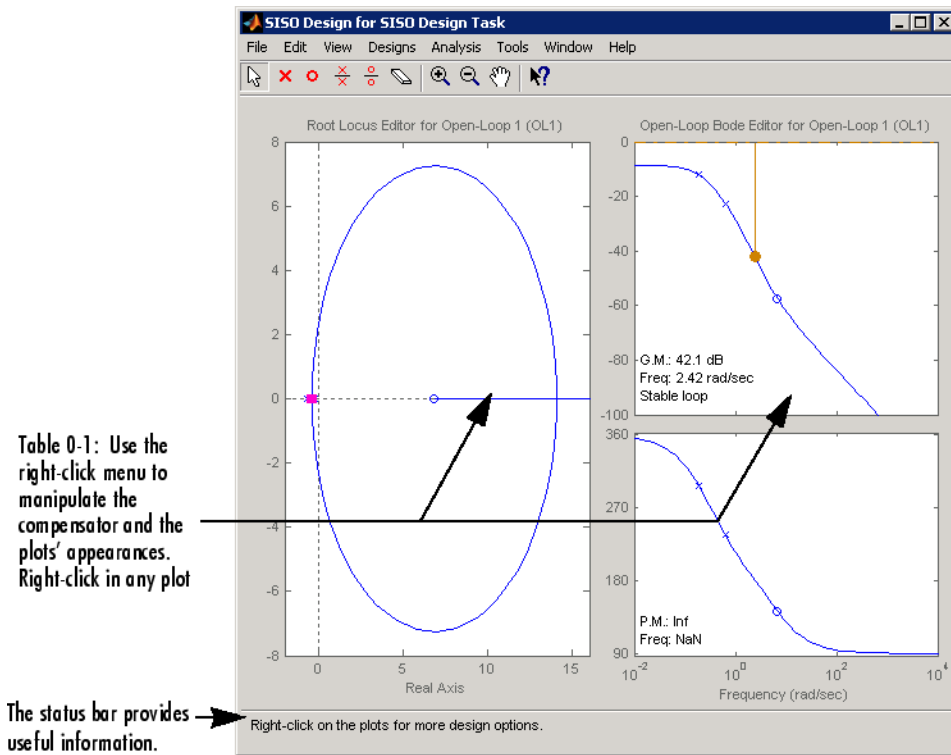 SISO Design for SISO Design Task
File Edit View Designs Analysis Tools Window Help
Root Locus Editor for Open-Loop 1 (OL1)
8
6
4
2
0
-2
-4
-6
-8
0 5 10 15
Real Axis
Open-Loop Bode Editor for Open-Loop 1 (OL1)
0
-20
-40
-60
-80
-100
G.M.: 42.1 dB
Freq: 2.42 rad/sec
Stable loop
360
270
180
90
P.M.: Inf
Freq: NaN
10^-2 10^0 10^2 10^4
Frequency (rad/sec)
Table 0-1: Use the
right-click menu to
manipulate the
compensator and the
plots' appearances.
Right-click in any plot
The status bar provides
useful information.
Right-click on the plots for more design options.